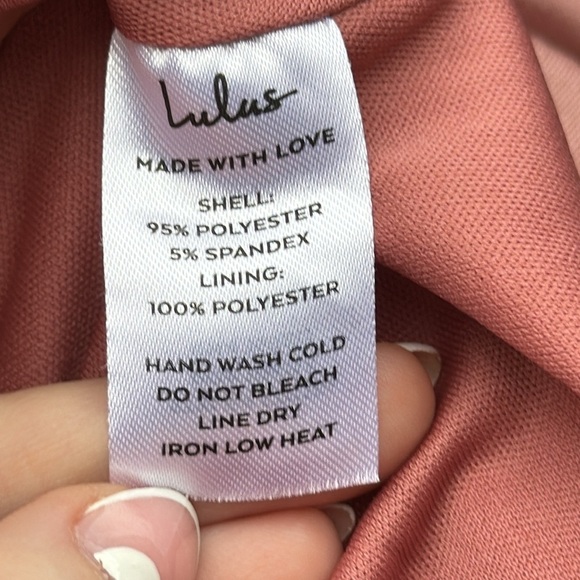 Lulus
MADE WITH LOVE
SHELL:
95% POLYESTER
5% SPANDEX
LINING:
100% POLYESTER
HAND WASH COLD
DO NOT BLEACH
LINE DRY
IRON LOW HEAT